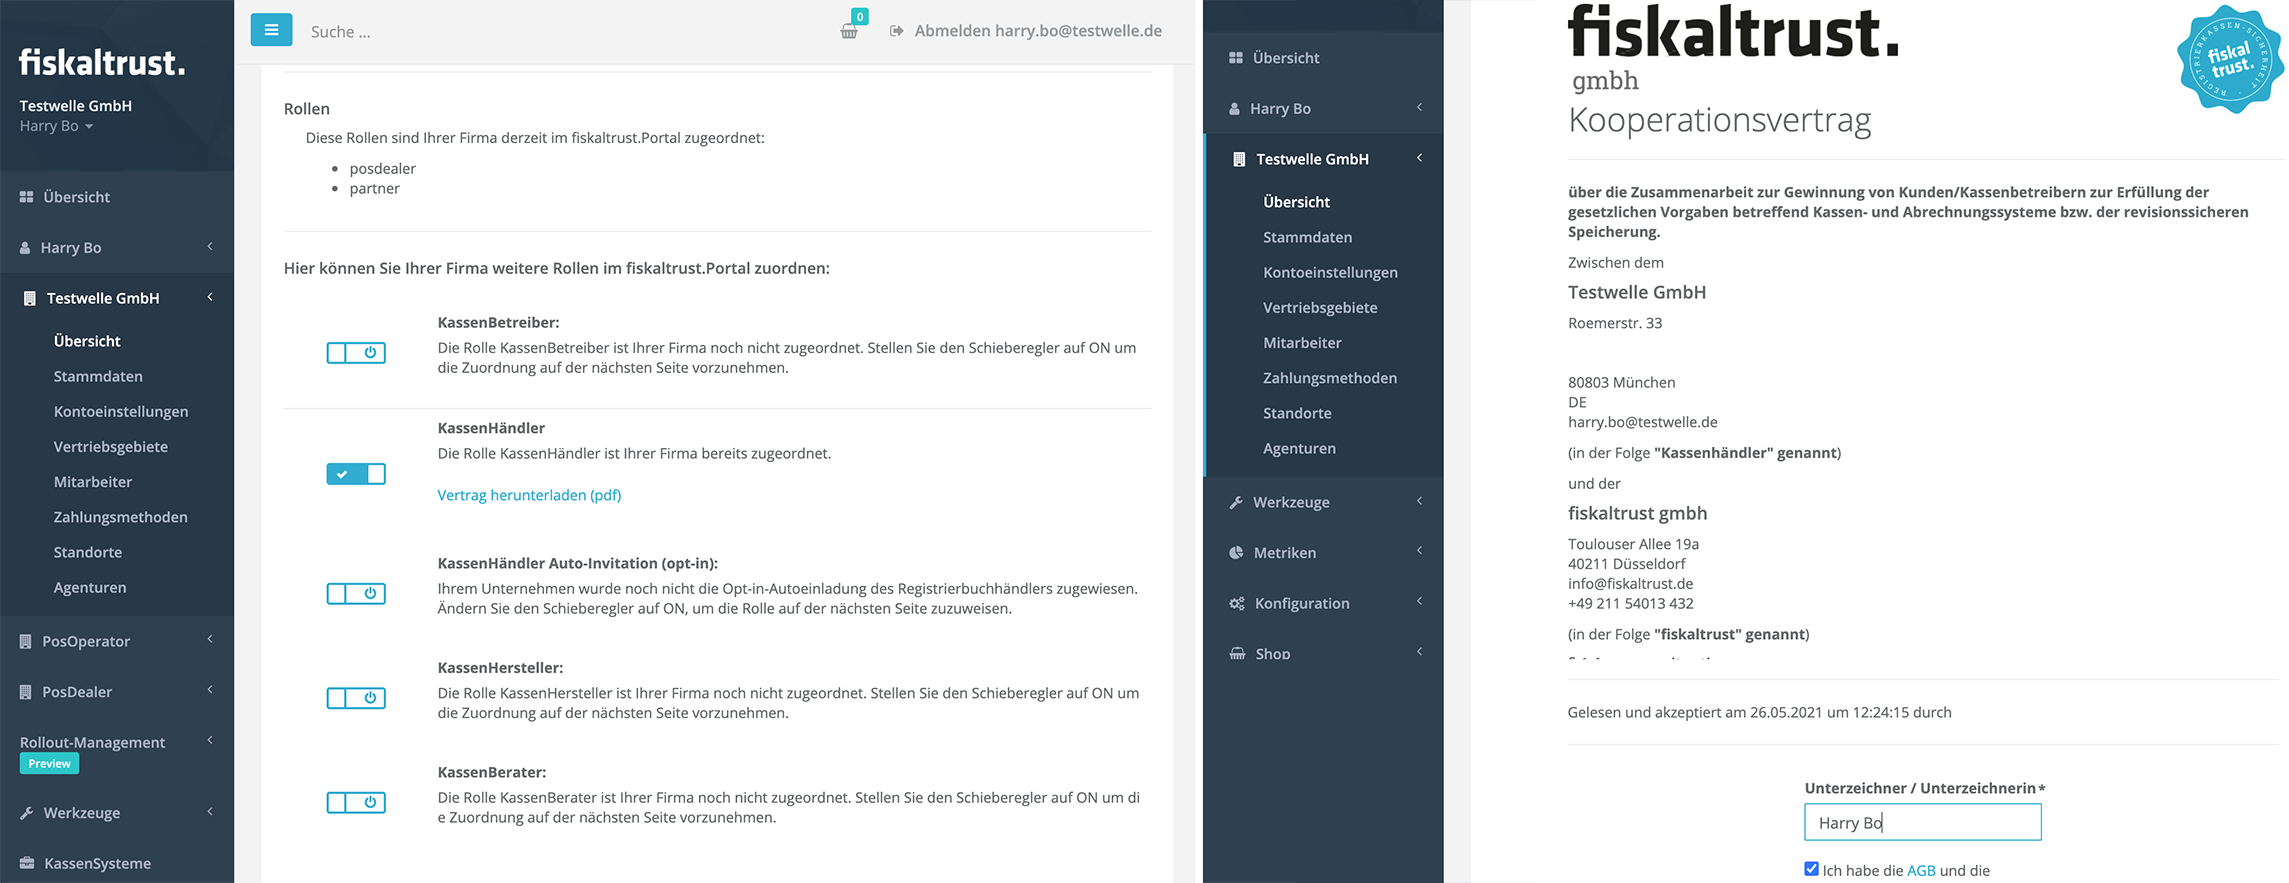 fiskaltrust.
Testwelle GmbH
Harry Bo
Übersicht
Harry Bo
Testwelle GmbH
Übersicht
Stammdaten
Kontoeinstellungen
Vertriebsgebiete
Mitarbeiter
Zahlungsmethoden
Standorte
Agenturen
PosOperator
PosDealer
Rollout-Management
Preview
Werkzeuge
KassenSysteme
Suche ...
0
Abmelden harry.bo@testwelle.de
Rollen
Diese Rollen sind Ihrer Firma derzeit im fiskaltrust.Portal zugeordnet:
posdealer
partner
Hier können Sie Ihrer Firma weitere Rollen im fiskaltrust.Portal zuordnen:
KassenBetreiber:
Die Rolle KassenBetreiber ist Ihrer Firma noch nicht zugeordnet. Stellen Sie den Schieberegler auf ON um
die Zuordnung auf der nächsten Seite vorzunehmen.
KassenHändler
Die Rolle KassenHändler ist Ihrer Firma bereits zugeordnet.
Vertrag herunterladen (pdf)
KassenHändler Auto-Invitation (opt-in):
Ihrem Unternehmen wurde noch nicht die Opt-in-Autoeinladung des Registrierbuchhändlers zugewiesen.
Ändern Sie den Schieberegler auf ON, um die Rolle auf der nächsten Seite zuzuweisen.
KassenHersteller:
Die Rolle KassenHersteller ist Ihrer Firma noch nicht zugeordnet. Stellen Sie den Schieberegler auf ON um
die Zuordnung auf der nächsten Seite vorzunehmen.
KassenBerater:
Die Rolle KassenBerater ist Ihrer Firma noch nicht zugeordnet. Stellen Sie den Schieberegler auf ON um di
e Zuordnung auf der nächsten Seite vorzunehmen.
Übersicht
Harry Bo
Testwelle GmbH
Übersicht
Stammdaten
Kontoeinstellungen
Vertriebsgebiete
Mitarbeiter
Zahlungsmethoden
Standorte
Agenturen
Werkzeuge
Metriken
Konfiguration
Shop
fiskaltrust.
gmbh
Kooperationsvertrag
REGISTRIERKASSEN-SICHERHEIT
fiskal
trust.
über die Zusammenarbeit zur Gewinnung von Kunden/Kassenbetreibern zur Erfüllung der
gesetzlichen Vorgaben betreffend Kassen- und Abrechnungssysteme bzw. der revisionssicheren
Speicherung.
Zwischen dem
Testwelle GmbH
Roemerstr. 33
80803 München
DE
harry.bo@testwelle.de
(in der Folge "Kassenhändler" genannt)
und der
fiskaltrust gmbh
Toulouser Allee 19a
40211 Düsseldorf
info@fiskaltrust.de
+49 211 54013 432
(in der Folge "fiskaltrust" genannt)
Gelesen und akzeptiert am 26.05.2021 um 12:24:15 durch
Unterzeichner / Unterzeichnerin*
Harry Bo
Ich habe die AGB und die